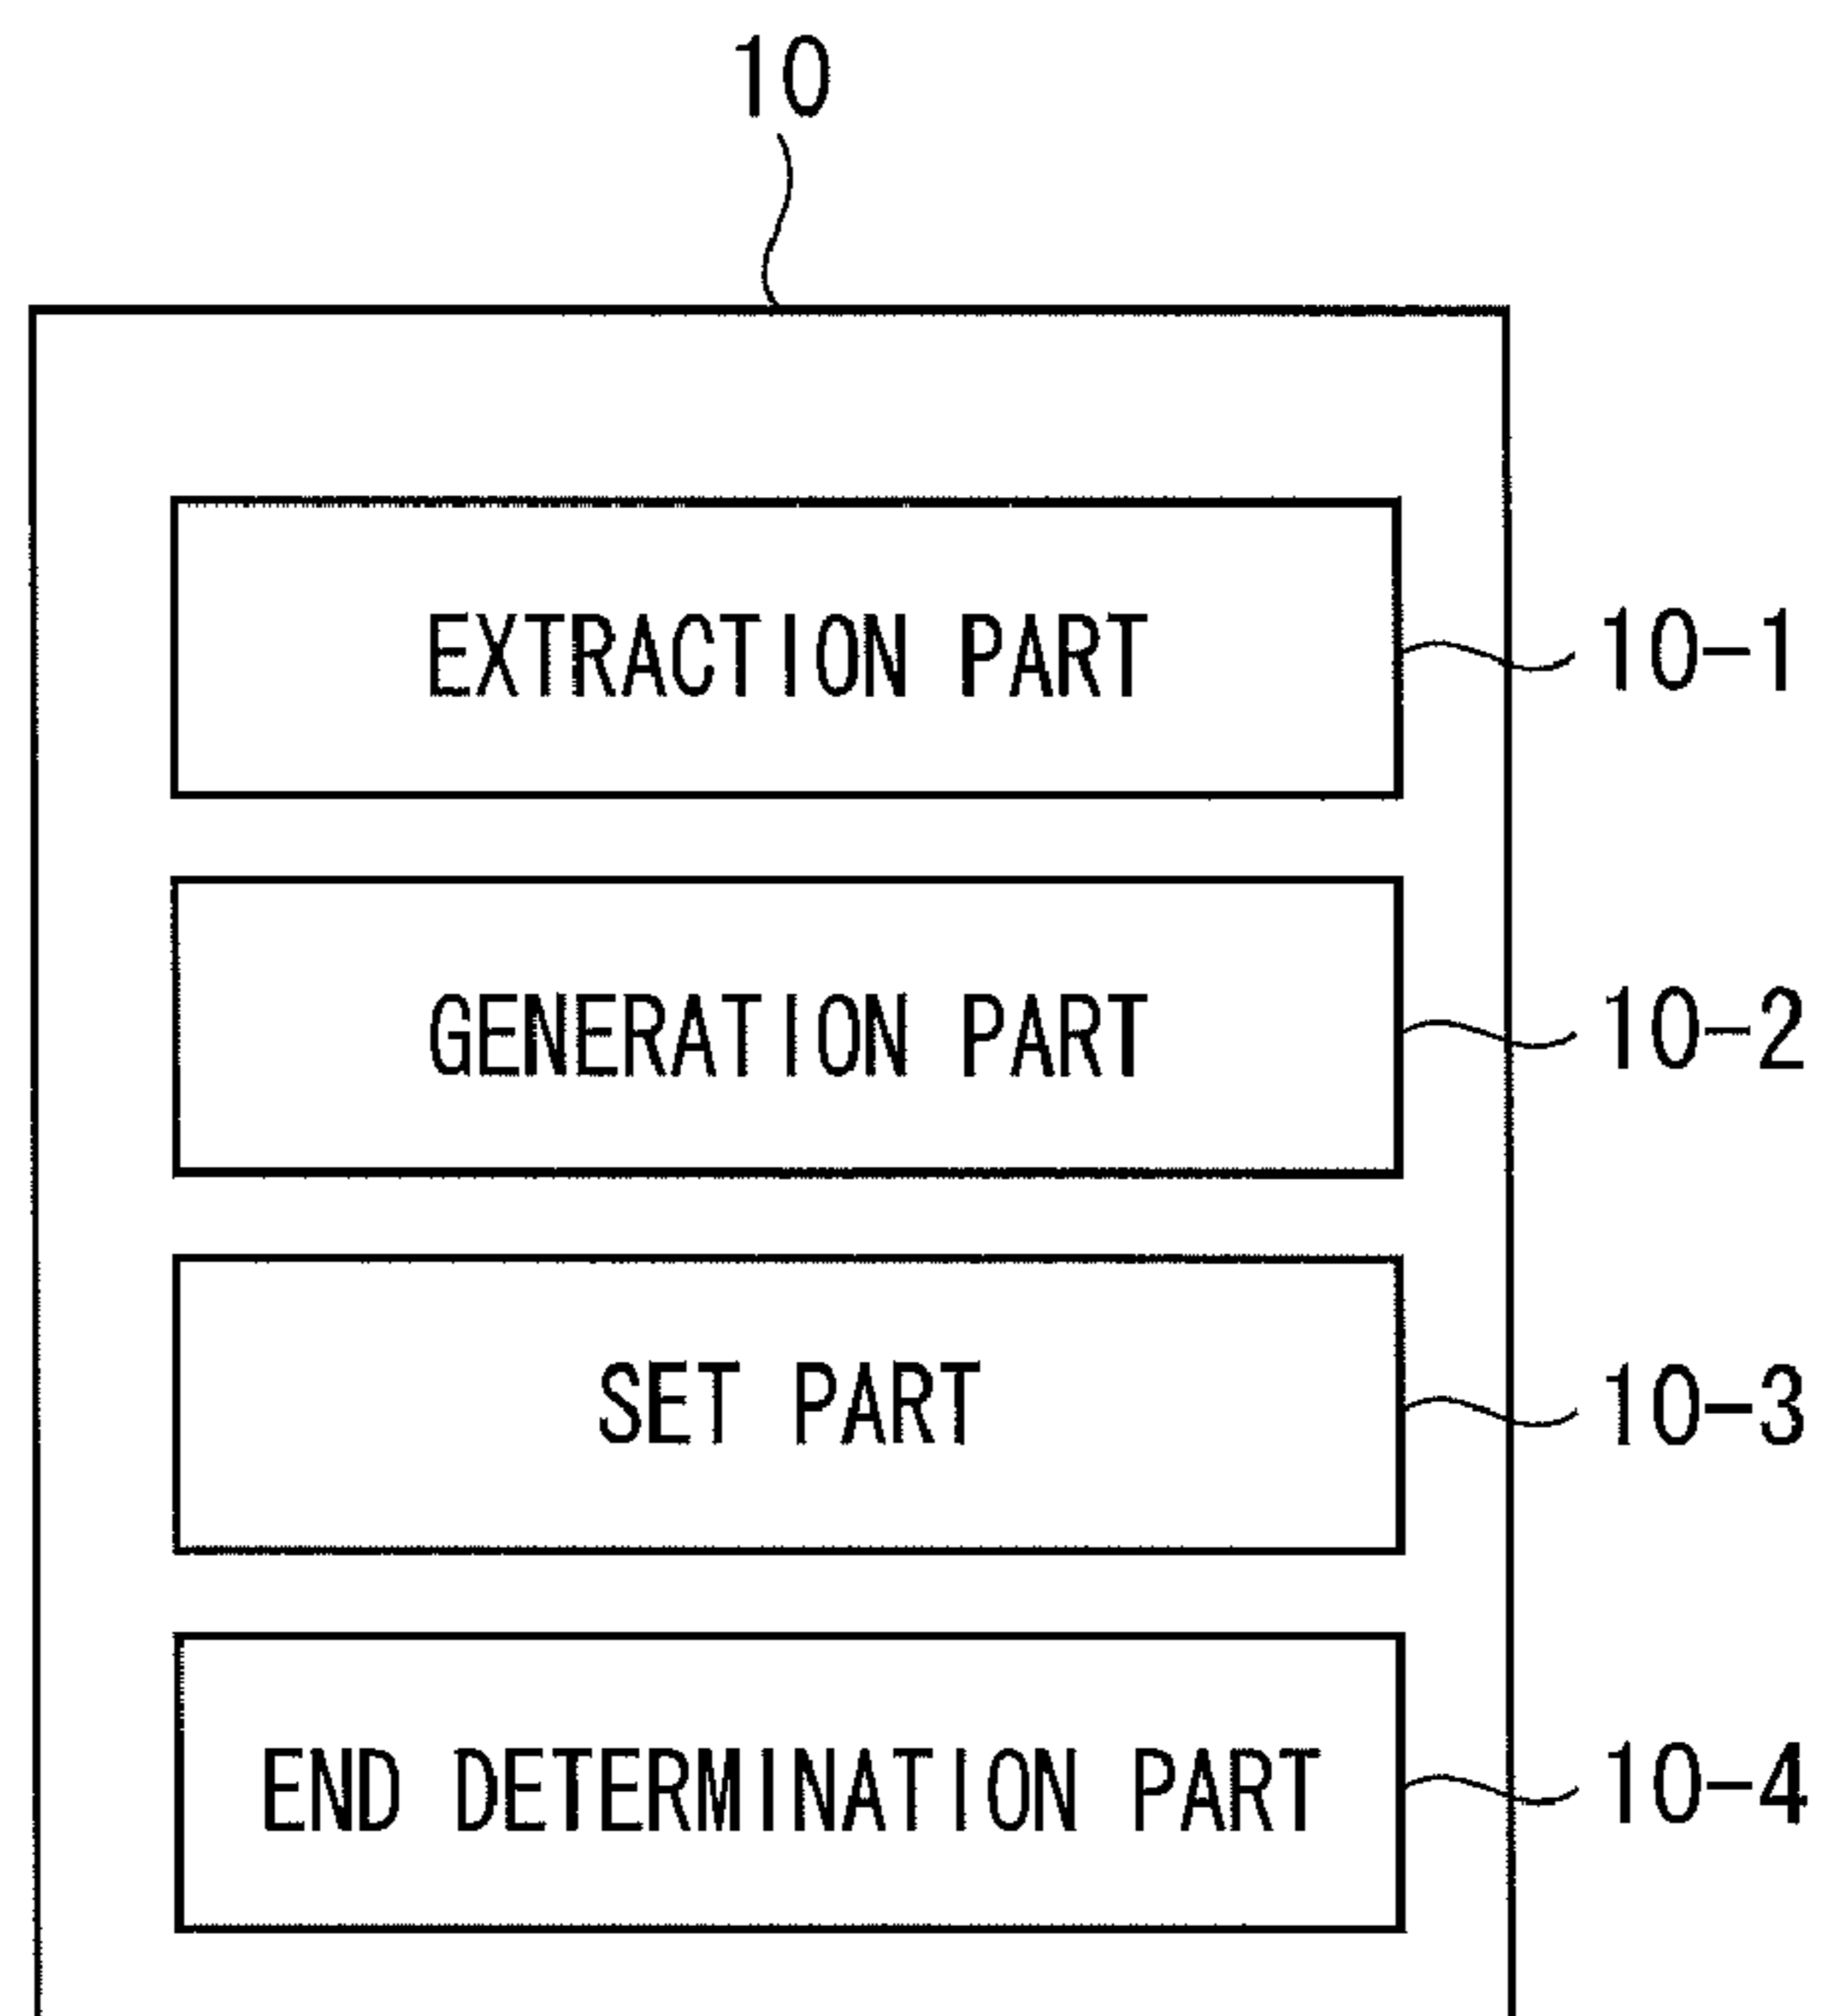 10
EXTRACTION PART 10-1
GENERATION PART 10-2
SET PART 10-3
END DETERMINATION PART 10-4